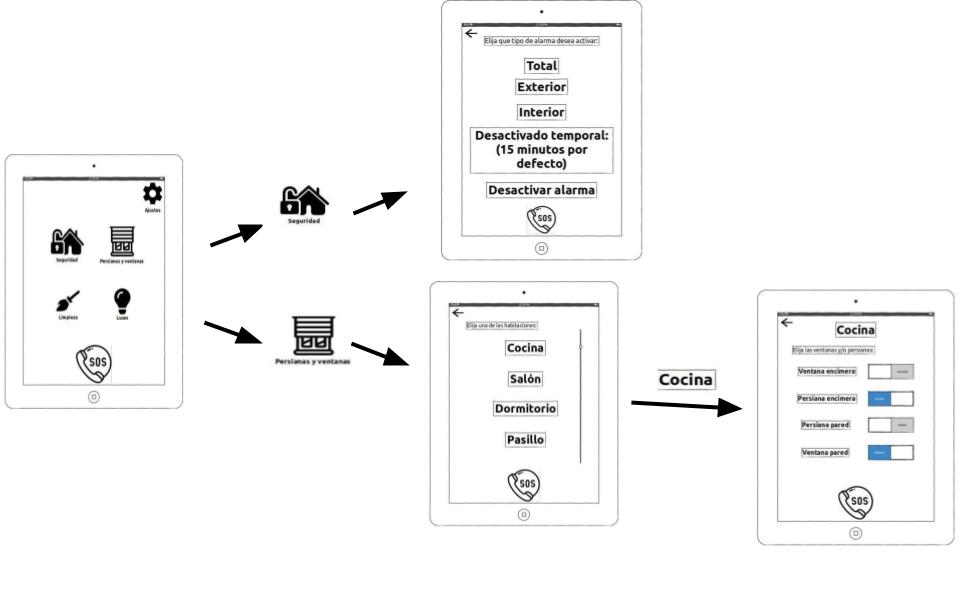 Ajustes
Seguridad
Persianas y ventanas
Limpieza
Luces
SOS
Seguridad
Persianas y ventanas
Elija que tipo de alarma desea activar:
Total
Exterior
Interior
Desactivado temporal:
(15 minutos por
defecto)
Desactivar alarma
SOS
Elija una de las habitaciones:
Cocina
Salón
Dormitorio
Pasillo
SOS
Cocina
Cocina
Elija las ventanas y/o persianas:
Ventana encimera
Persiana encimera
Persiana pared
Ventana pared
SOS